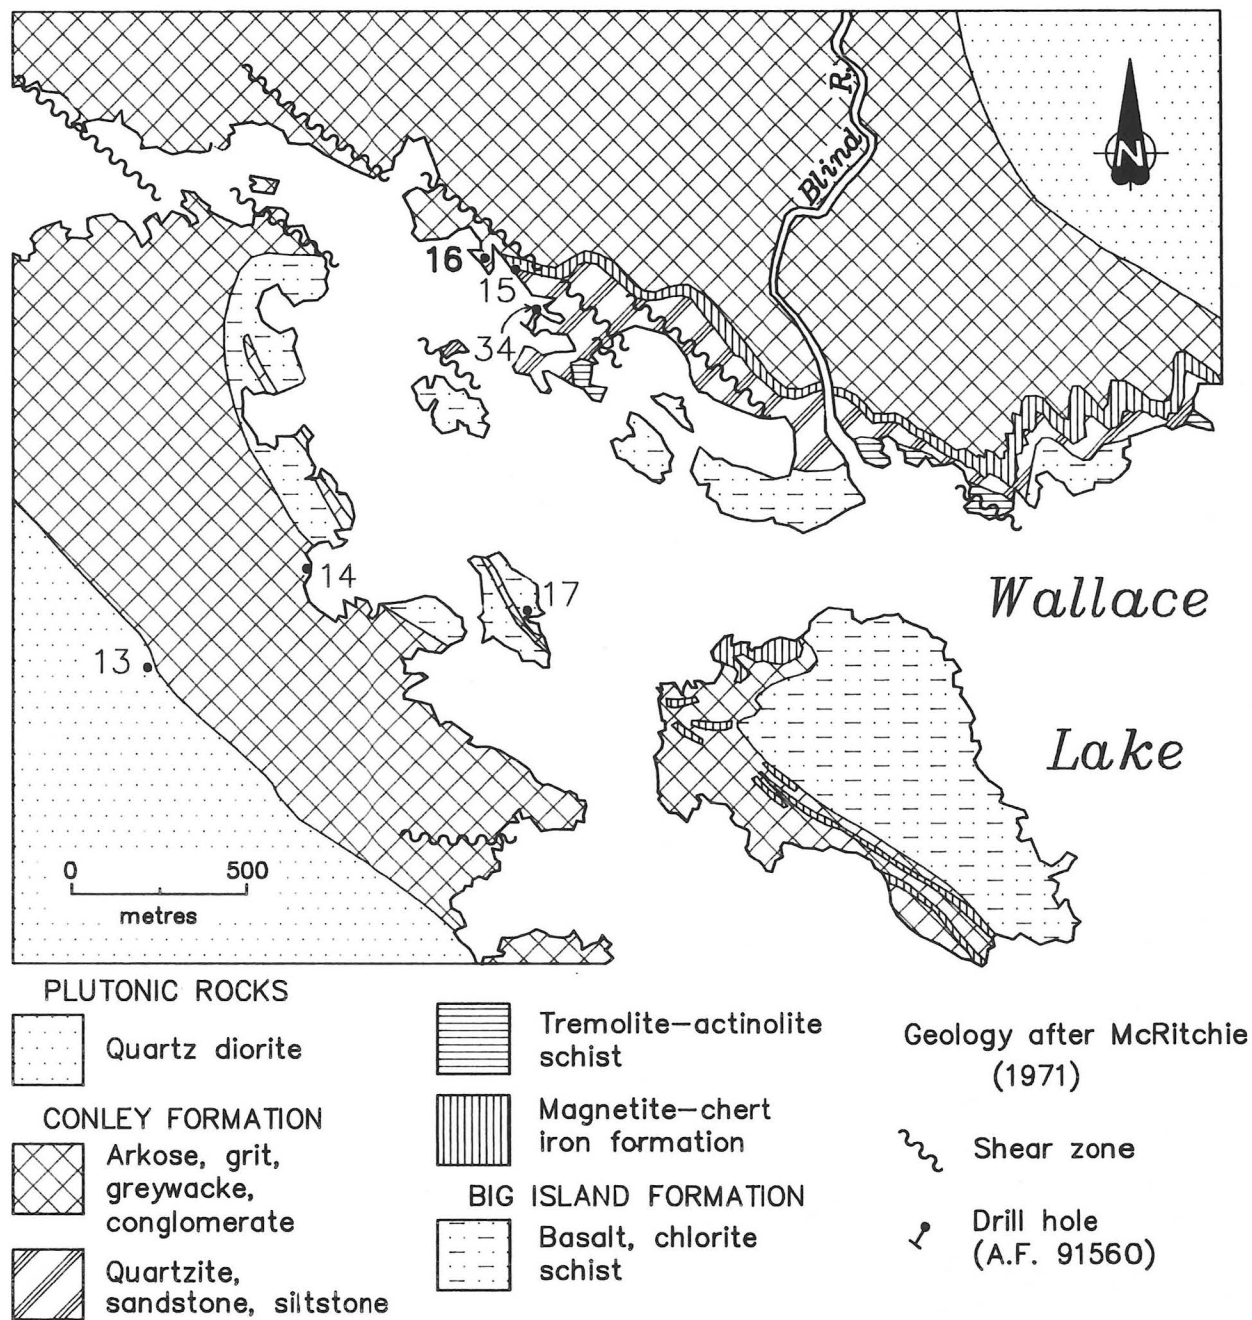 Blind R.
N
16
15
34
14
17
13
Wallace
Lake
0 500
metres
PLUTONIC ROCKS
Quartz diorite
CONLEY FORMATION
Arkose, grit,
greywacke,
conglomerate
Quartzite,
sandstone, siltstone
Tremolite-actinolite
schist
Magnetite-chert
iron formation
BIG ISLAND FORMATION
Basalt, chlorite
schist
Geology after McRitchie
(1971)
Shear zone
Drill hole
(A.F. 91560)